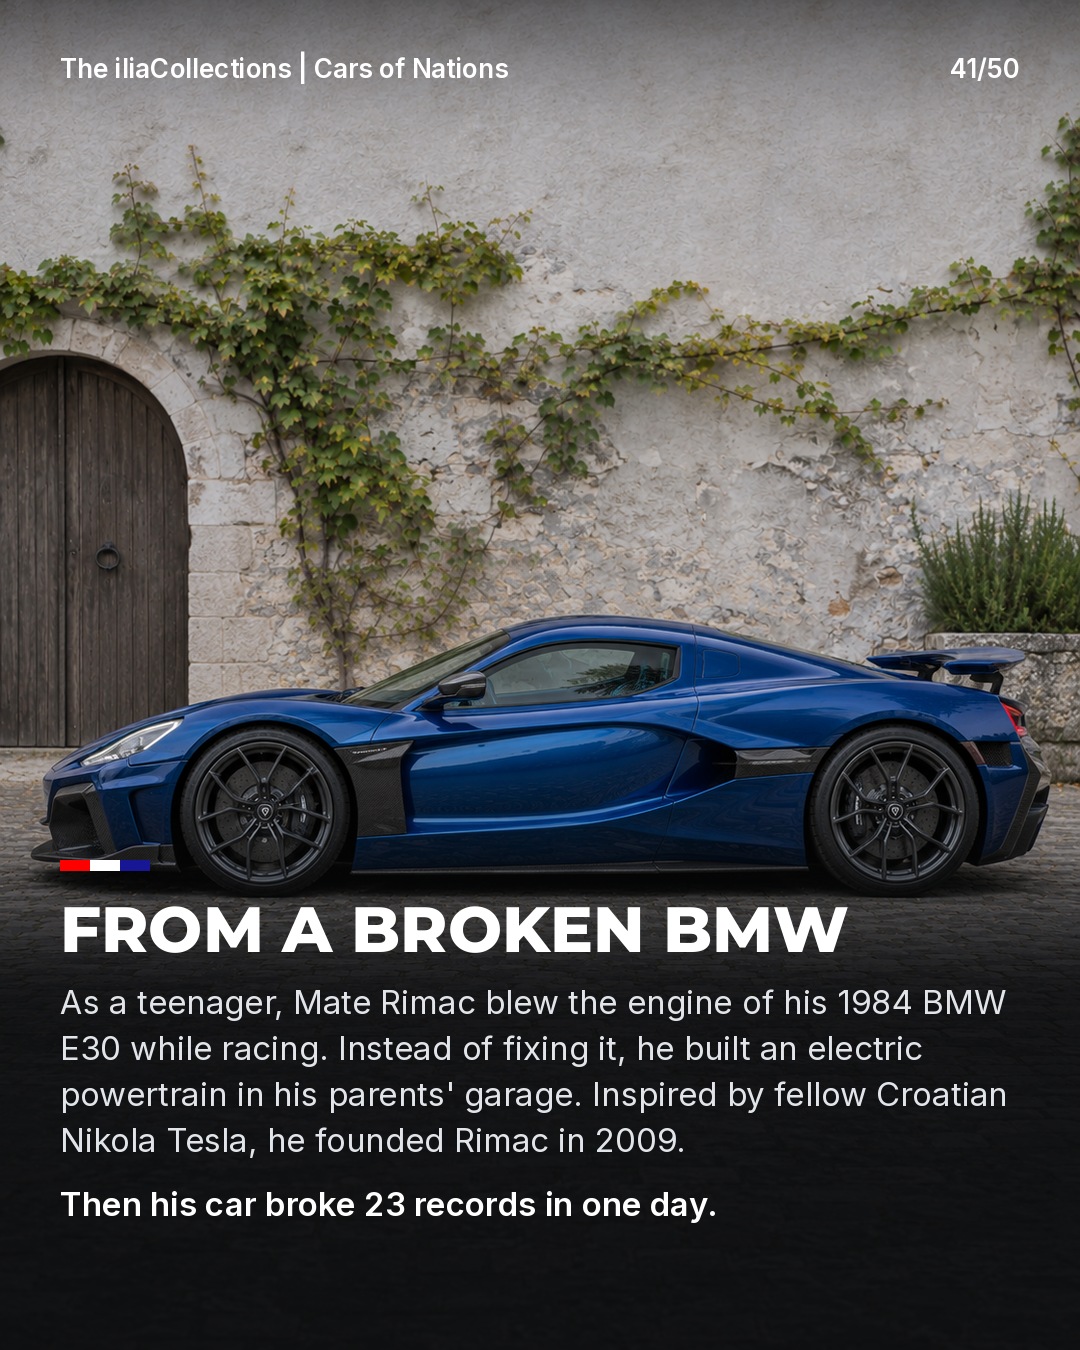 The iliaCollections | Cars of Nations
41/50
FROM A BROKEN BMW
As a teenager, Mate Rimac blew the engine of his 1984 BMW
E30 while racing. Instead of fixing it, he built an electric
powertrain in his parents' garage. Inspired by fellow Croatian
Nikola Tesla, he founded Rimac in 2009.
Then his car broke 23 records in one day.